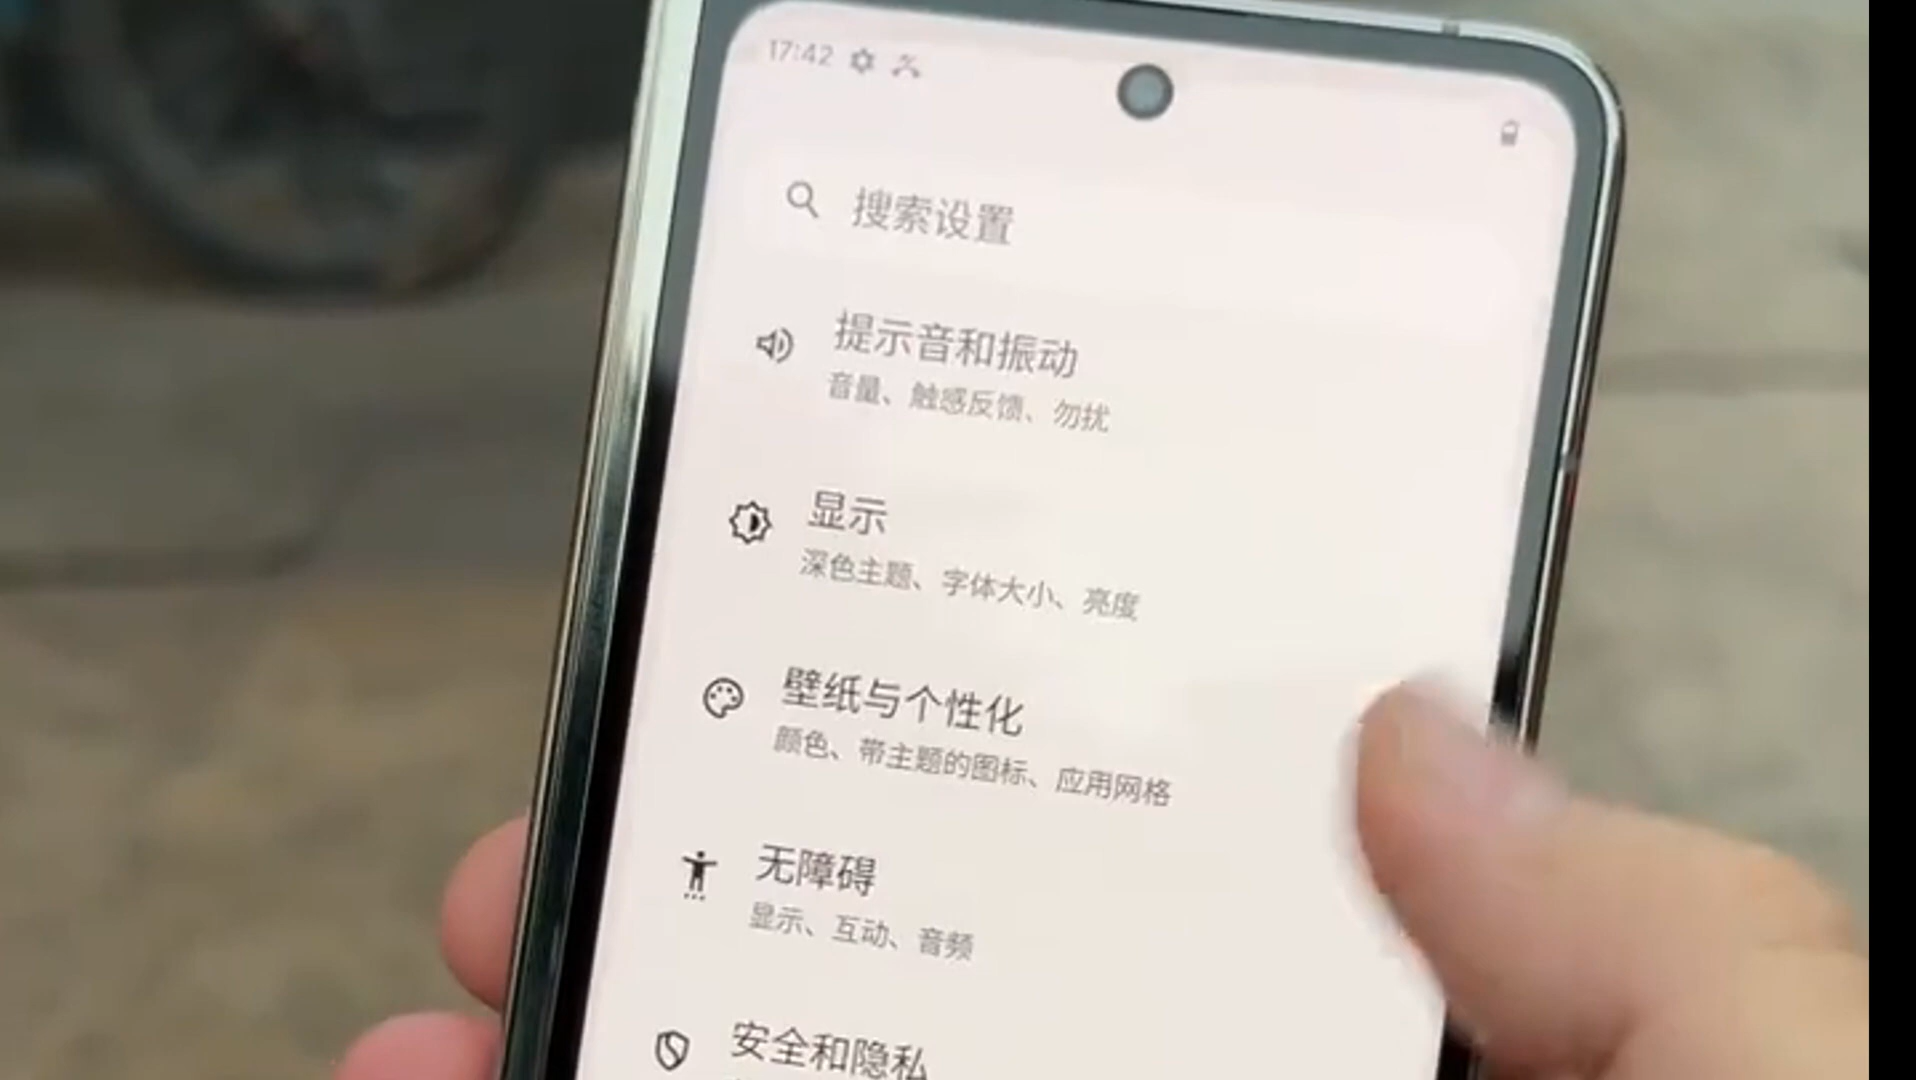 17:42
搜索设置
提示音和振动
音量、触感反馈、勿扰
显示
深色主题、字体大小、亮度
壁纸与个性化
颜色、带主题的图标、应用网格
无障碍
显示、互动、音频
安全和隐私